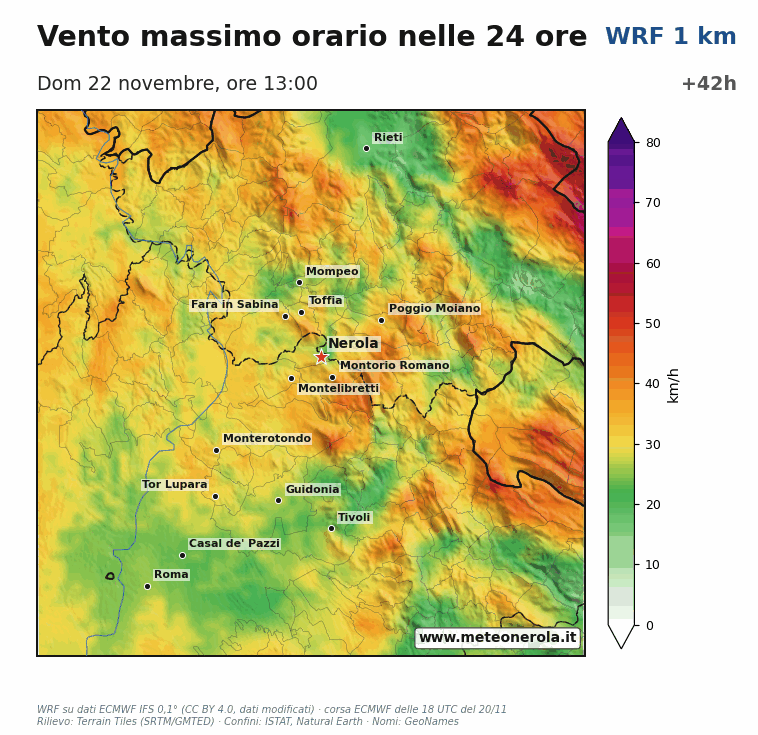 Vento massimo orario nelle 24 ore WRF 1 km
Dom 22 novembre, ore 13:00 +42h
Rieti
Mompeo
Fara in Sabina
Toffia
Poggio Moiano
Nerola
Montorio Romano
Montelibretti
Monterotondo
Tor Lupara
Guidonia
Tivoli
Casal de' Pazzi
Roma
www.meteonerola.it
80
70
60
50
40
30
20
10
0
km/h
WRF su dati ECMWF IFS 0,1° (CC BY 4.0, dati modificati) · corsa ECMWF delle 18 UTC del 20/11
Rilievo: Terrain Tiles (SRTM/GMTED) · Confini: ISTAT, Natural Earth · Nomi: GeoNames